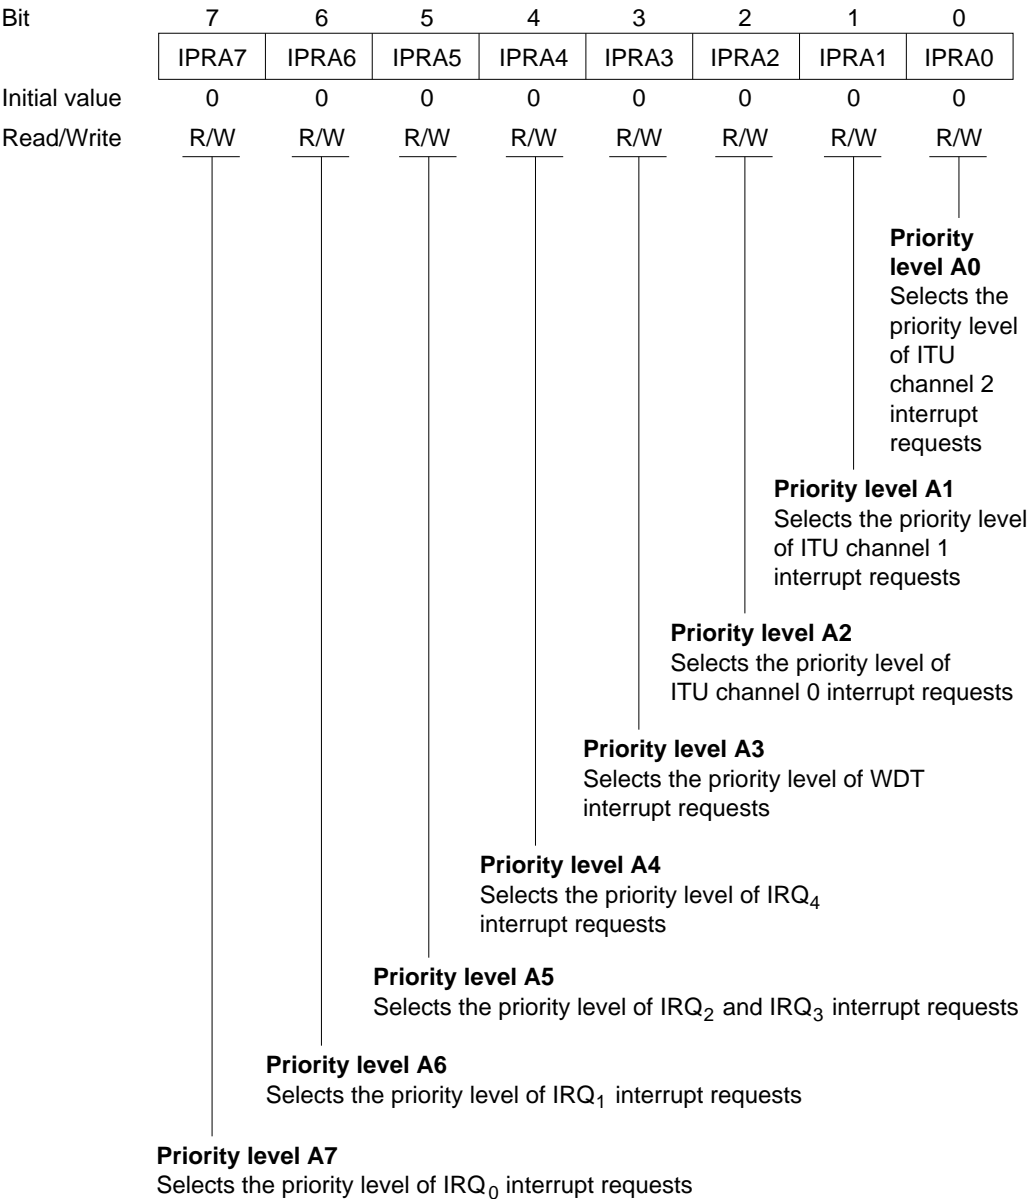 Bit 7 6 5 4 3 2 1 0
IPRA7 IPRA6 IPRA5 IPRA4 IPRA3 IPRA2 IPRA1 IPRA0
Initial value 0 0 0 0 0 0 0 0
Read/Write R/W R/W R/W R/W R/W R/W R/W R/W
Priority
level A0
Selects the
priority level
of ITU
channel 2
interrupt
requests
Priority level A1
Selects the priority level
of ITU channel 1
interrupt requests
Priority level A2
Selects the priority level of
ITU channel 0 interrupt requests
Priority level A3
Selects the priority level of WDT
interrupt requests
Priority level A4
Selects the priority level of IRQ₄
interrupt requests
Priority level A5
Selects the priority level of IRQ₂ and IRQ₃ interrupt requests
Priority level A6
Selects the priority level of IRQ₁ interrupt requests
Priority level A7
Selects the priority level of IRQ₀ interrupt requests